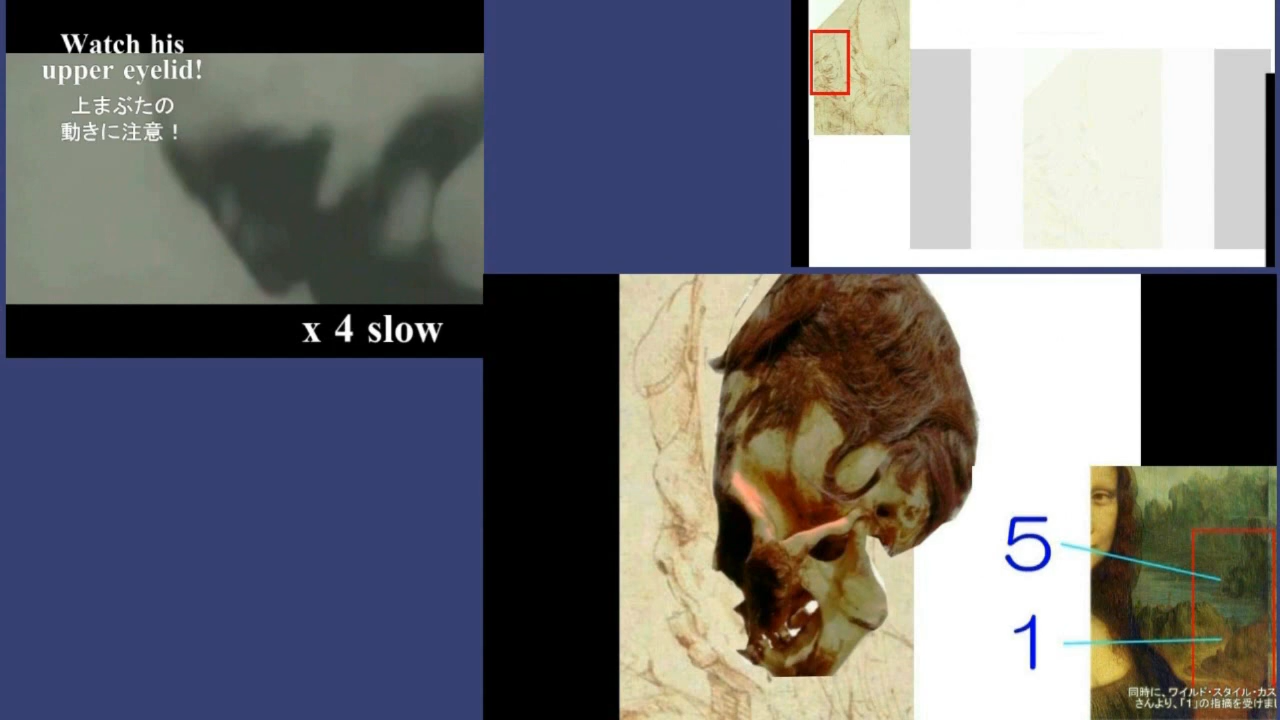 Watch his
upper eyelid!
上まぶたの
動きに注意！
x 4 slow
5
1
同時に、ワイルド・スタイル・カス
さんより、「1」の指摘を受けまし